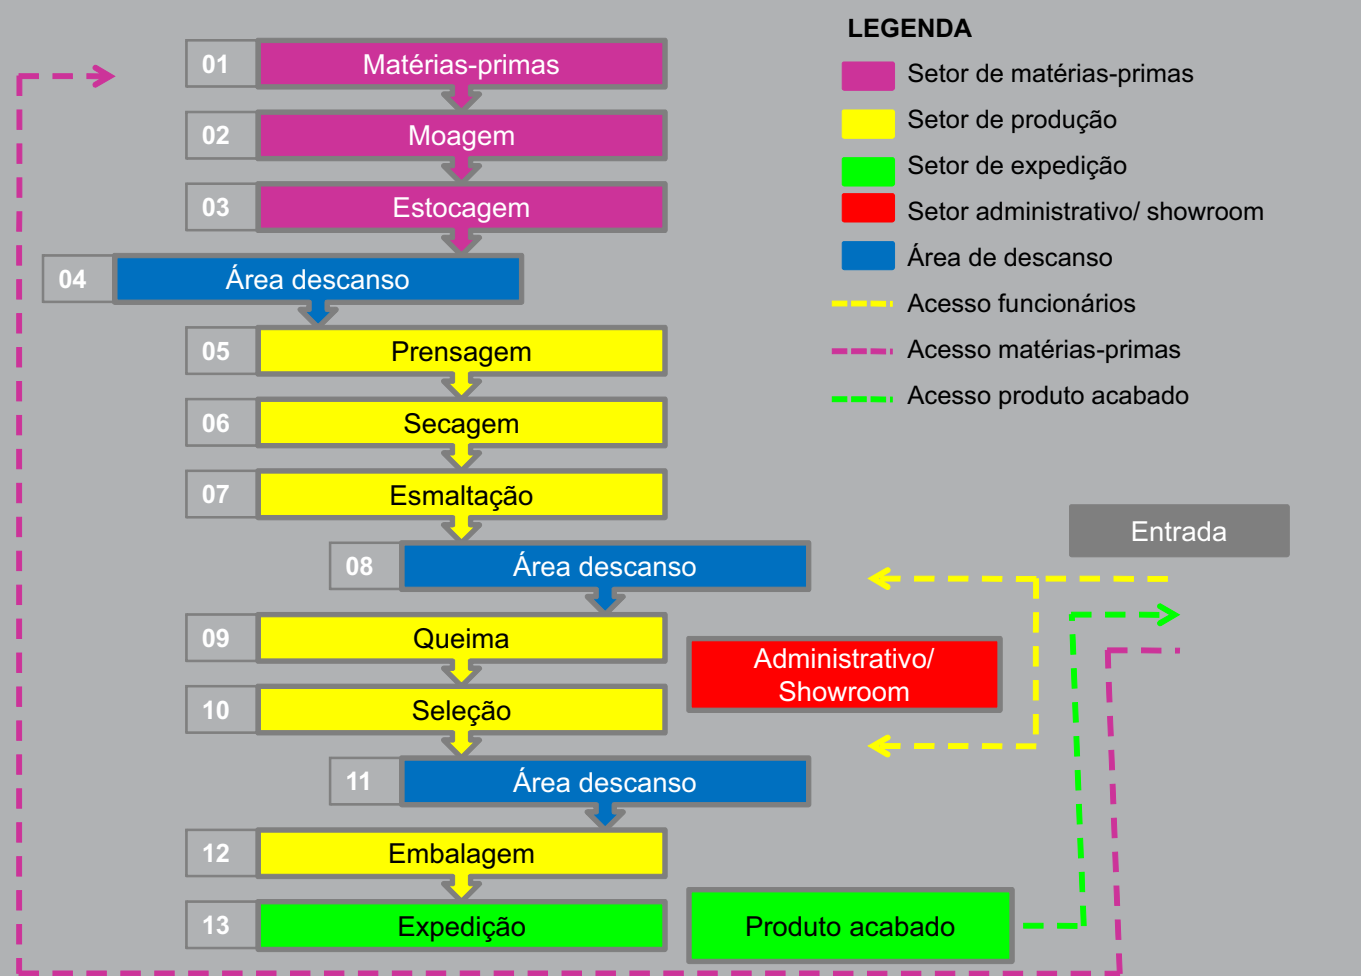 LEGENDA
01 Matérias-primas
02 Moagem
03 Estocagem
04 Área descanso
05 Prensagem
06 Secagem
07 Esmaltação
08 Área descanso
09 Queima
10 Seleção
11 Área descanso
12 Embalagem
13 Expedição
Setor de matérias-primas
Setor de produção
Setor de expedição
Setor administrativo/ showroom
Área de descanso
Acesso funcionários
Acesso matérias-primas
Acesso produto acabado
Entrada
Administrativo/
Showroom
Produto acabado